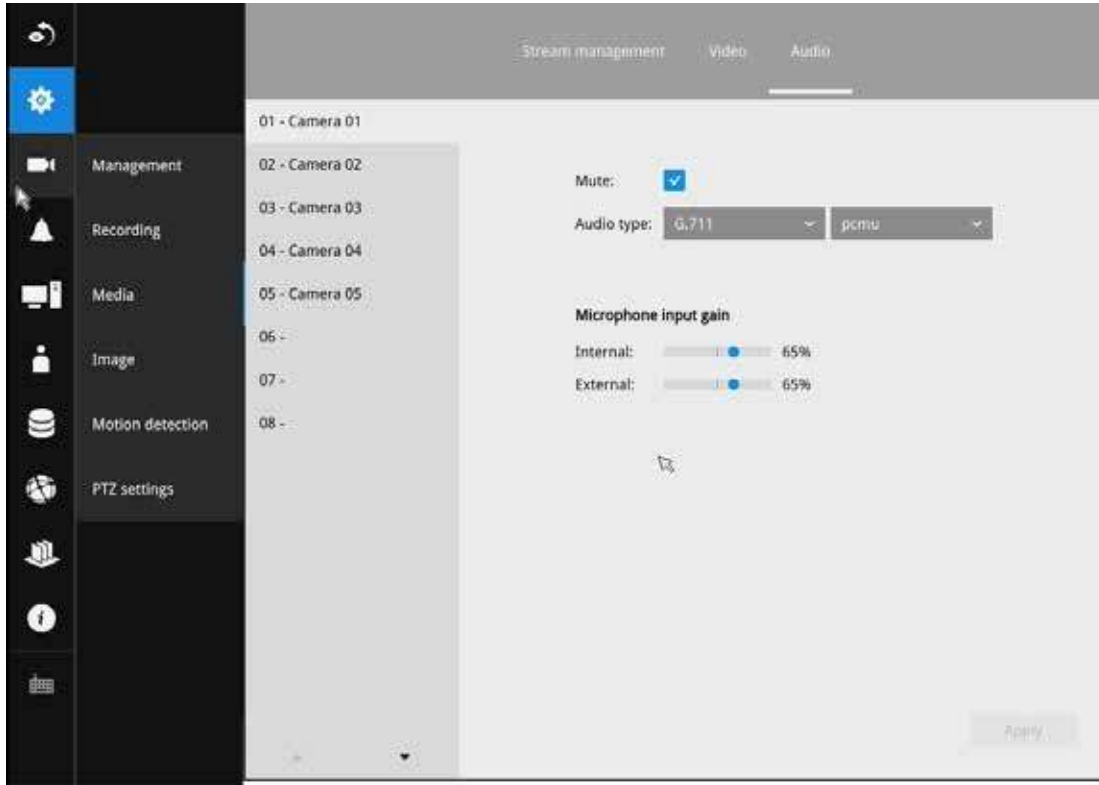 Stream management Video Audio
01 - Camera 01
02 - Camera 02
03 - Camera 03
04 - Camera 04
05 - Camera 05
06 -
07 -
08 -
Management
Recording
Media
Image
Motion detection
PTZ settings
Mute:
Audio type: G.711 pcmu
Microphone input gain
Internal: 65%
External: 65%
Apply